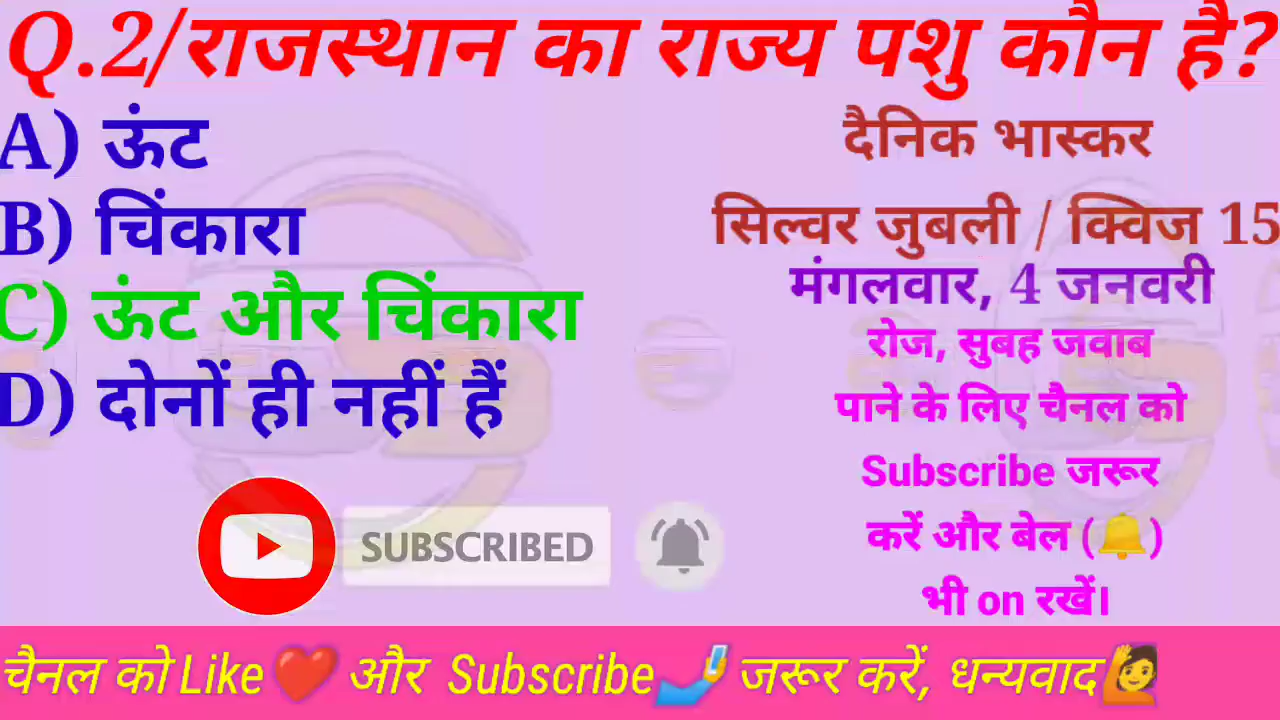 Q.2/राजस्थान का राज्य पशु कौन है?
A) ऊंट
B) चिंकारा
C) ऊंट और चिंकारा
D) दोनों ही नहीं हैं
दैनिक भास्कर
सिल्वर जुबली / क्विज 15
मंगलवार, 4 जनवरी
रोज, सुबह जवाब
पाने के लिए चैनल को
Subscribe जरूर
करें और बेल (🔔)
भी on रखें।
SUBSCRIBED
चैनल को Like❤️ और Subscribe🤳 जरूर करें, धन्यवाद🙋